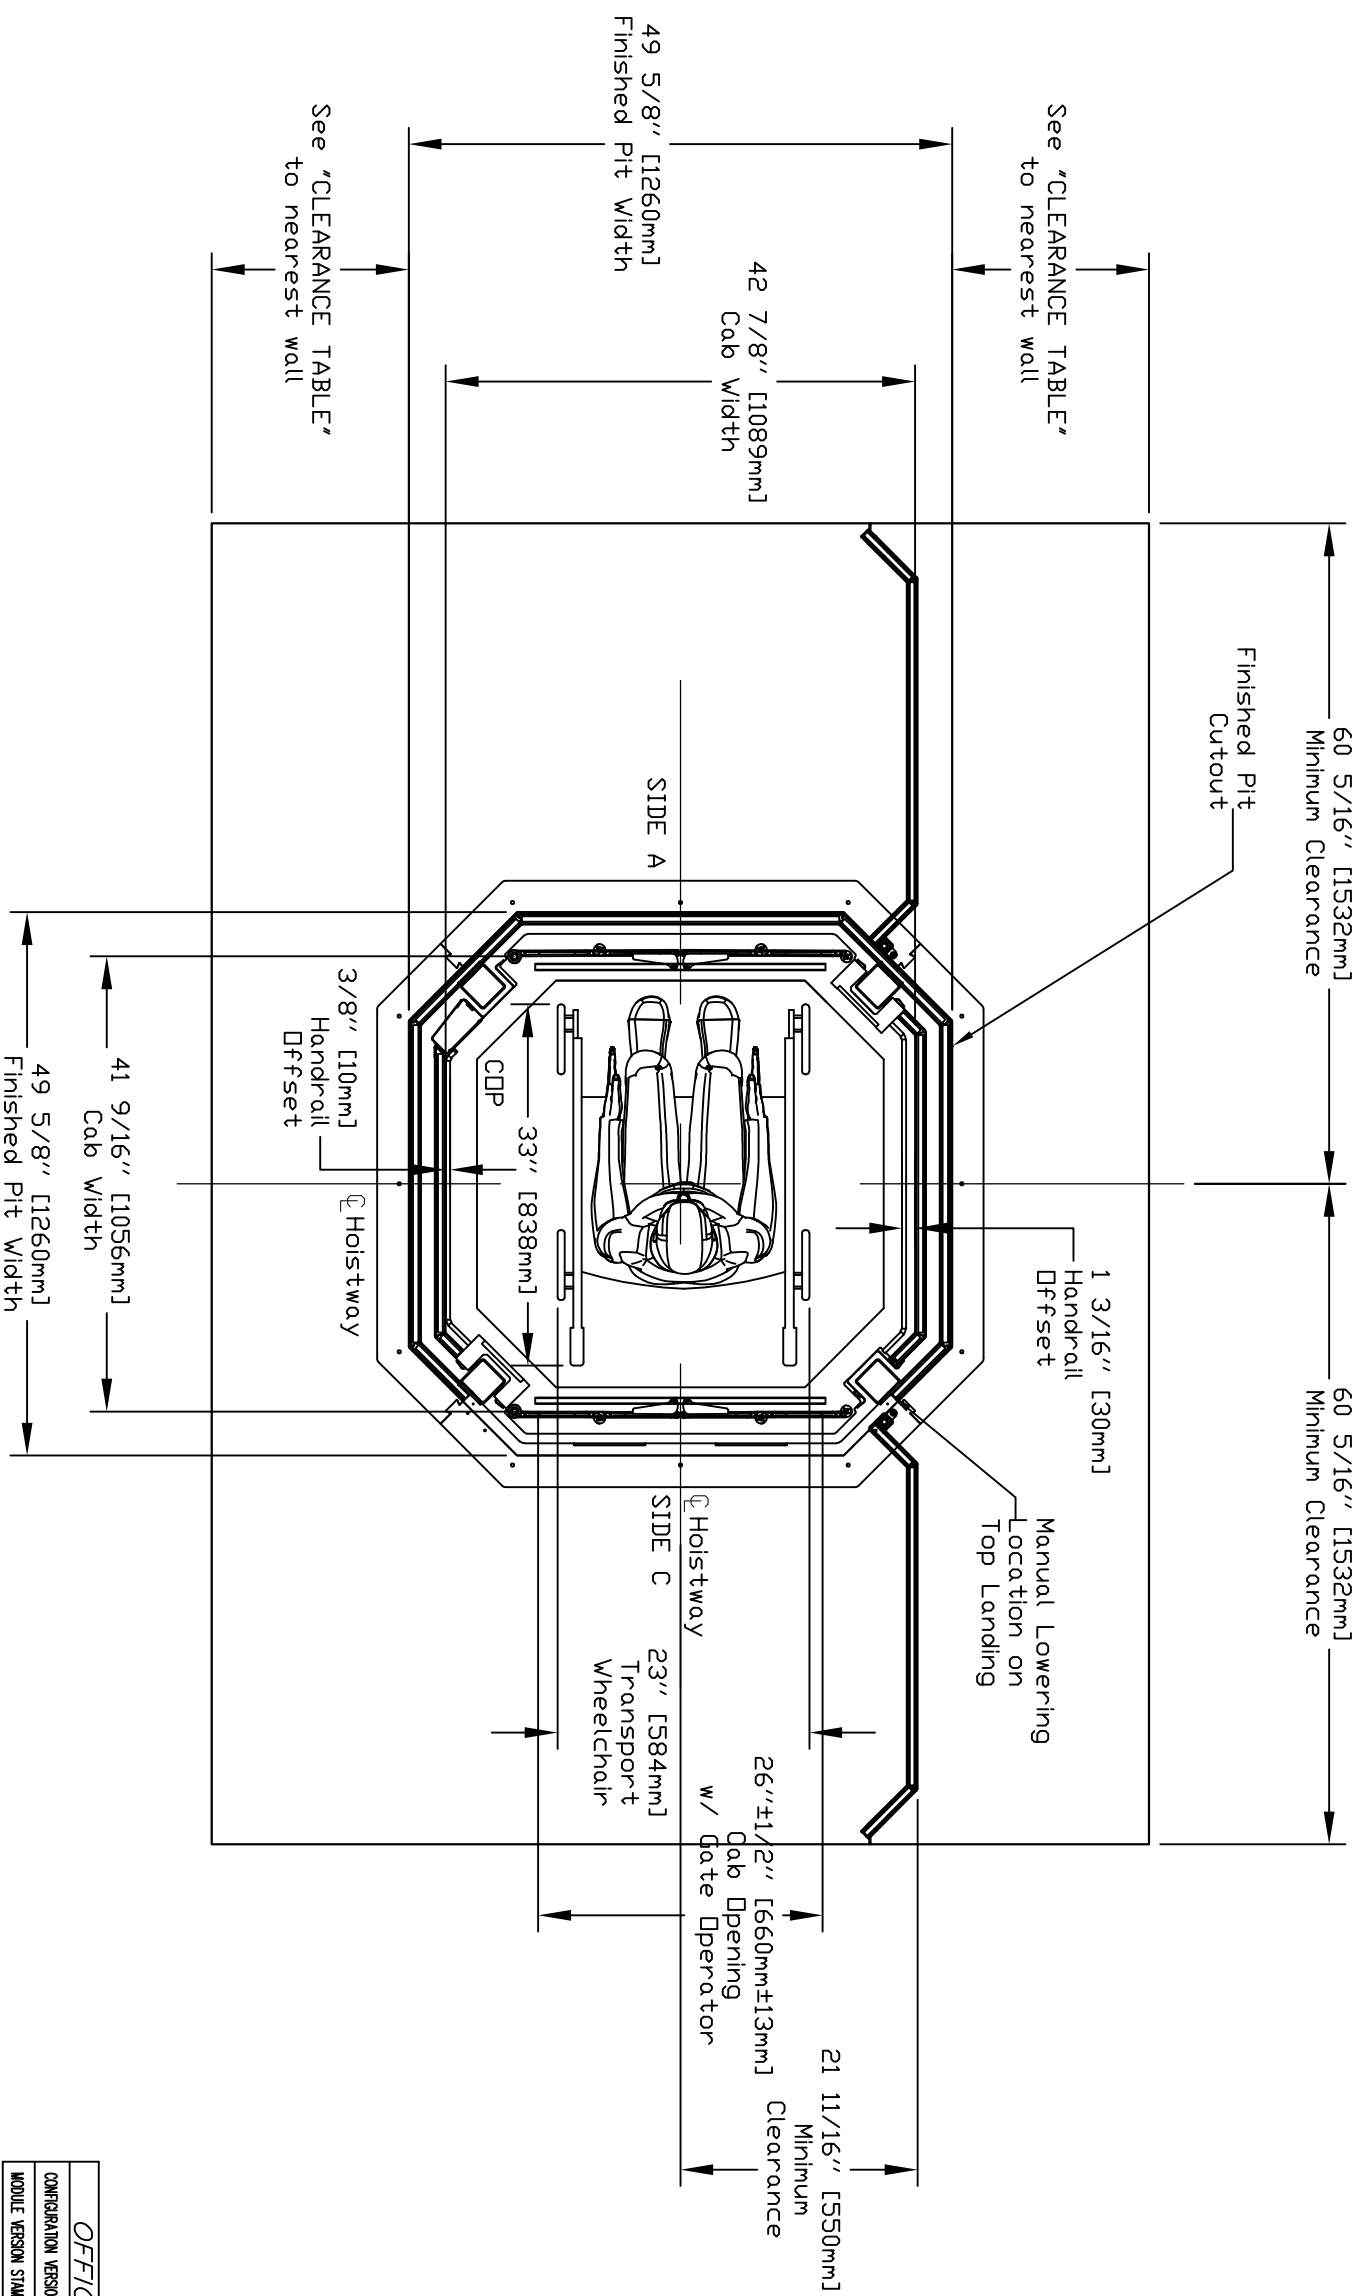 60 5/16" [1532mm]
Minimum Clearance
60 5/16" [1532mm]
Minimum Clearance
Finished Pit
Cutout
See "CLEARANCE TABLE"
to nearest wall
1 3/16" [30mm]
Handrail
Offset
Manual Lowering
Location on
Top Landing
21 11/16" [550mm]
Minimum
Clearance
42 7/8" [1089mm]
Cab Width
26"±1/2" [660mm±13mm]
Cab Opening
w/ Gate Operator
49 5/8" [1260mm]
Finished Pit Width
SIDE A
℄ Hoistway
SIDE C
23" [584mm]
Transport
Wheelchair
33" [838mm]
COP
See "CLEARANCE TABLE"
to nearest wall
3/8" [10mm]
Handrail
Offset
℄ Hoistway
41 9/16" [1056mm]
Cab Width
49 5/8" [1260mm]
Finished Pit Width
CONFIGURATION
MODULE VERSION